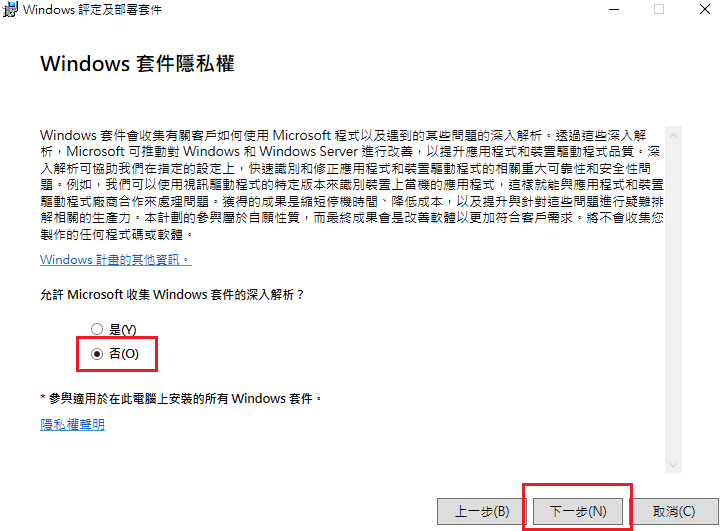 Windows 評定及部署套件
Windows 套件隱私權
Windows 套件會收集有關客戶如何使用 Microsoft 程式以及遇到的某些問題的深入解析。透過這些深入解
析，Microsoft 可推動對 Windows 和 Windows Server 進行改善，以提升應用程式和裝置驅動程式品質。深
入解析可協助我們在指定的設定上，快速識別和修正應用程式和裝置驅動程式的相關重大可靠性和安全性問
題。例如，我們可以使用視訊驅動程式的特定版本來識別裝置上當機的應用程式，這樣就能與應用程式和裝置
驅動程式廠商合作來處理問題。獲得的成果是縮短停機時間、降低成本，以及提升與針對這些問題進行疑難排
解相關的生產力。本計劃的參與屬於自願性質，而最終成果會是改善軟體以更加符合客戶需求。將不會收集您
製作的任何程式碼或軟體。
Windows 計畫的其他資訊。
允許 Microsoft 收集 Windows 套件的深入解析？
是(Y)
否(O)
* 參與適用於在此電腦上安裝的所有 Windows 套件。
隱私權聲明
上一步(B) 下一步(N) 取消(C)